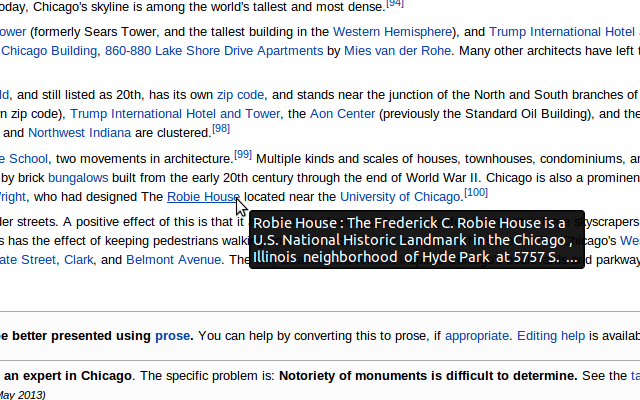 oday, Chicago's skyline is among the world's tallest and most dense.[94]
ower (formerly Sears Tower, and the tallest building in the Western Hemisphere), and Trump International Hotel
Chicago Building, 860-880 Lake Shore Drive Apartments by Mies van der Rohe. Many other architects have left
ld, and still listed as 20th, has its own zip code, and stands near the junction of the North and South branches of
n zip code), Trump International Hotel and Tower, the Aon Center (previously the Standard Oil Building), and the
and Northwest Indiana are clustered.[98]
e School, two movements in architecture.[99] Multiple kinds and scales of houses, townhouses, condominiums, an
by brick bungalows built from the early 20th century through the end of World War II. Chicago is also a prominen
right, who had designed The Robie House located near the University of Chicago.[100]
der streets. A positive effect of this is that it skyscrapers
s has the effect of keeping pedestrians walki Chicago's Wes
ate Street, Clark, and Belmont Avenue. The d parkway
Robie House : The Frederick C. Robie House is a
U.S. National Historic Landmark in the Chicago ,
Illinois neighborhood of Hyde Park at 5757 S. ...
e better presented using prose. You can help by converting this to prose, if appropriate. Editing help is availab
an expert in Chicago. The specific problem is: Notoriety of monuments is difficult to determine. See the ta
May 2013)